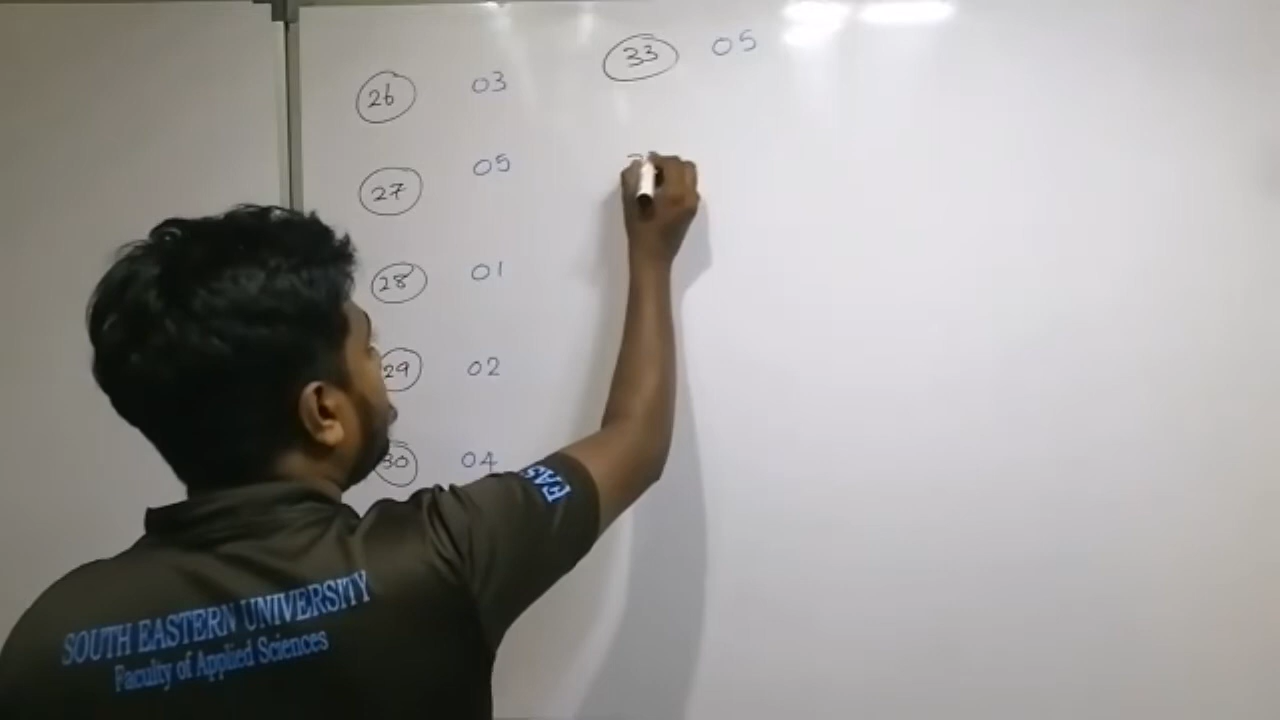 26 03
27 05
28 01
29 02
30 04
33 05
EAS
SOUTH EASTERN UNIVERSITY
Faculty of Applied Sciences